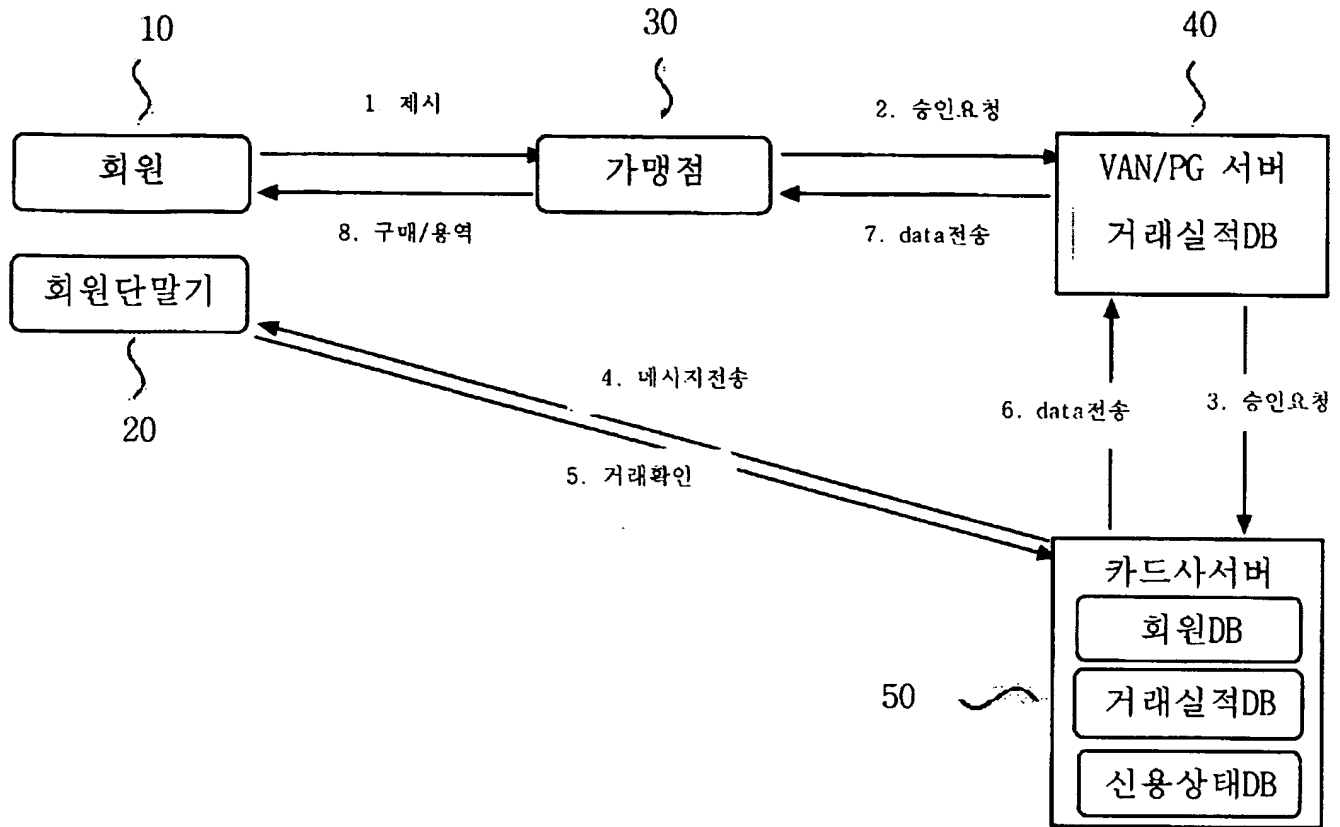 10
30
40
1. 제시
2. 승인요청
회원
가맹점
VAN/PG 서버
거래실적DB
8. 구매/용역
7. data전송
회원단말기
20
4. 메시지전송
5. 거래확인
6. data전송
3. 승인요청
카드사서버
회원DB
50
거래실적DB
신용상태DB